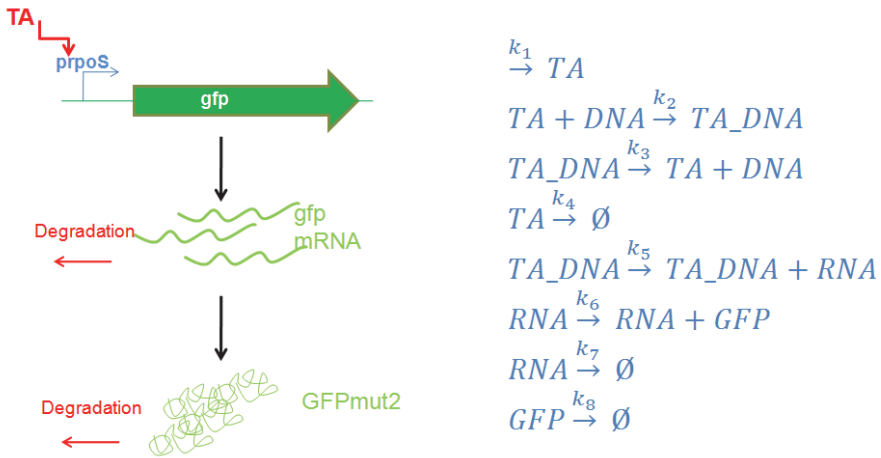 TA
prpoS
gfp
gfp
mRNA
Degradation
GFPmut2
Degradation
k₁
→ TA
TA + DNA k₂→ TA_DNA
TA_DNA k₃→ TA + DNA
TA k₄→ Ø
TA_DNA k₅→ TA_DNA + RNA
RNA k₆→ RNA + GFP
RNA k₇→ Ø
GFP k₈→ Ø